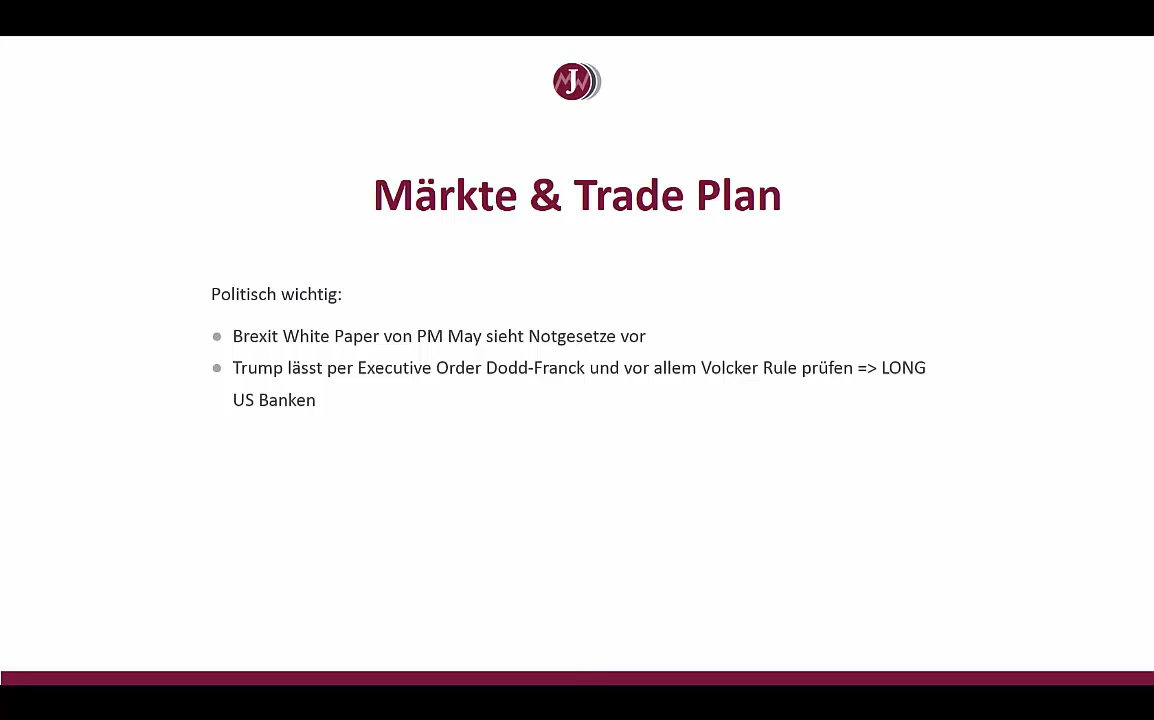 J
Märkte & Trade Plan
Politisch wichtig:
Brexit White Paper von PM May sieht Notgesetze vor
Trump lässt per Executive Order Dodd-Franck und vor allem Volcker Rule prüfen => LONG
US Banken